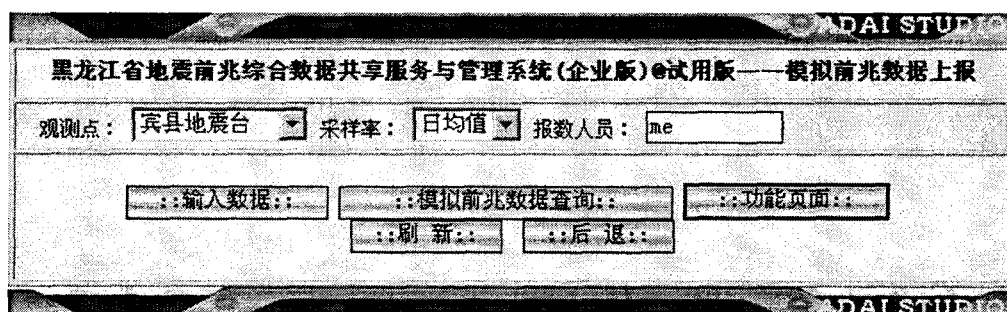 ADAI STUDIO
黑龙江省地震前兆综合数据共享服务与管理系统(企业版)@试用版——模拟前兆数据上报
观测点： 宾县地震台 采样率： 日均值 报数人员： me
::输入数据:: ::模拟前兆数据查询:: ::功能页面::
::刷 新:: ::后 退::
ADAI STUDIO